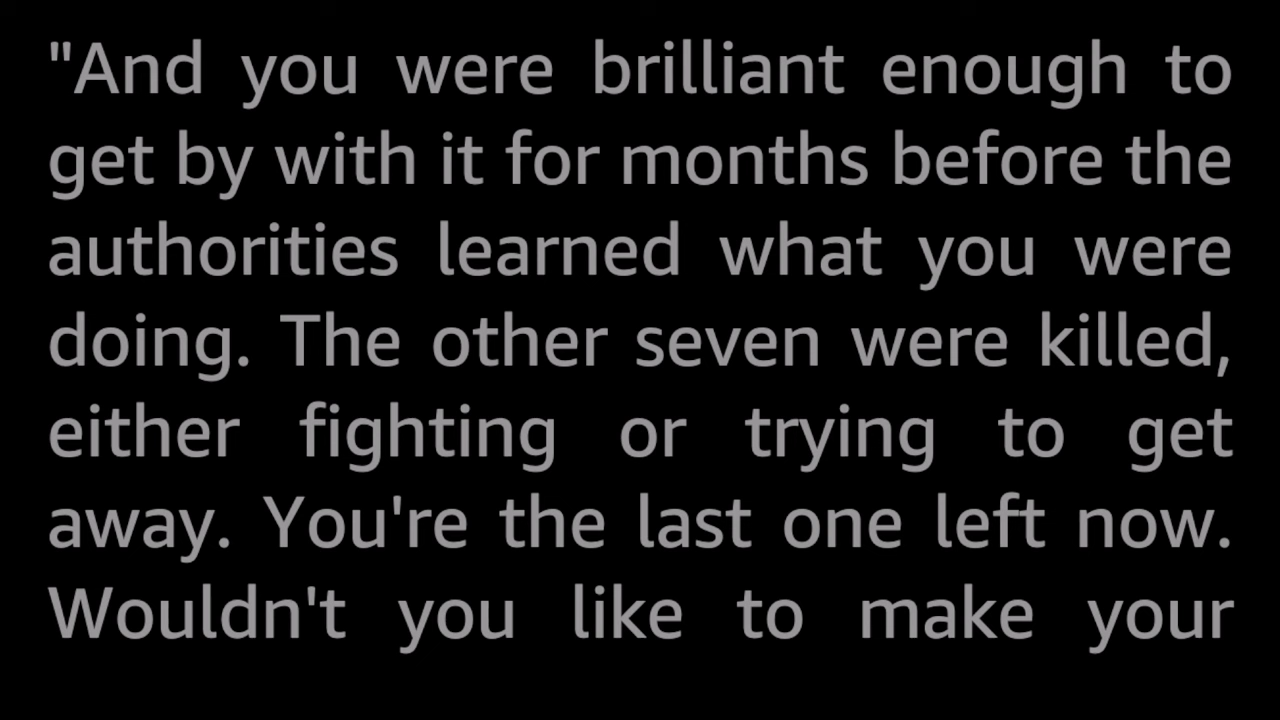 "And you were brilliant enough to
get by with it for months before the
authorities learned what you were
doing. The other seven were killed,
either fighting or trying to get
away. You're the last one left now.
Wouldn't you like to make your